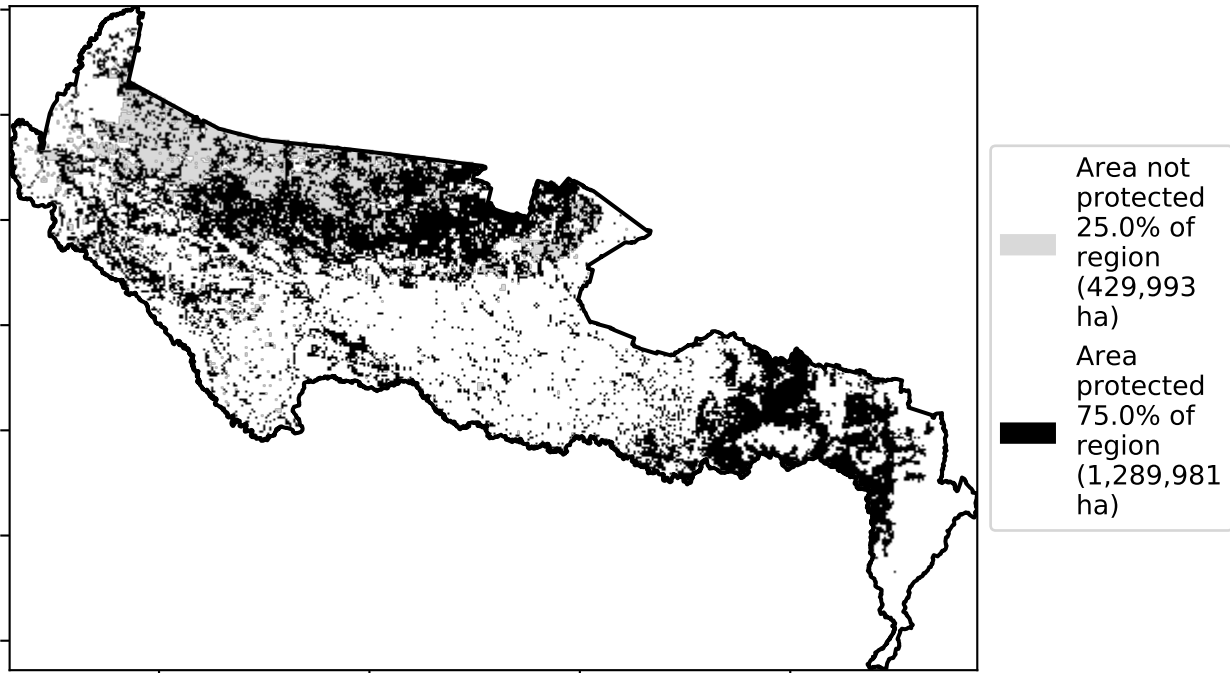 Area not
protected
25.0% of
region
(429,993
ha)
Area
protected
75.0% of
region
(1,289,981
ha)